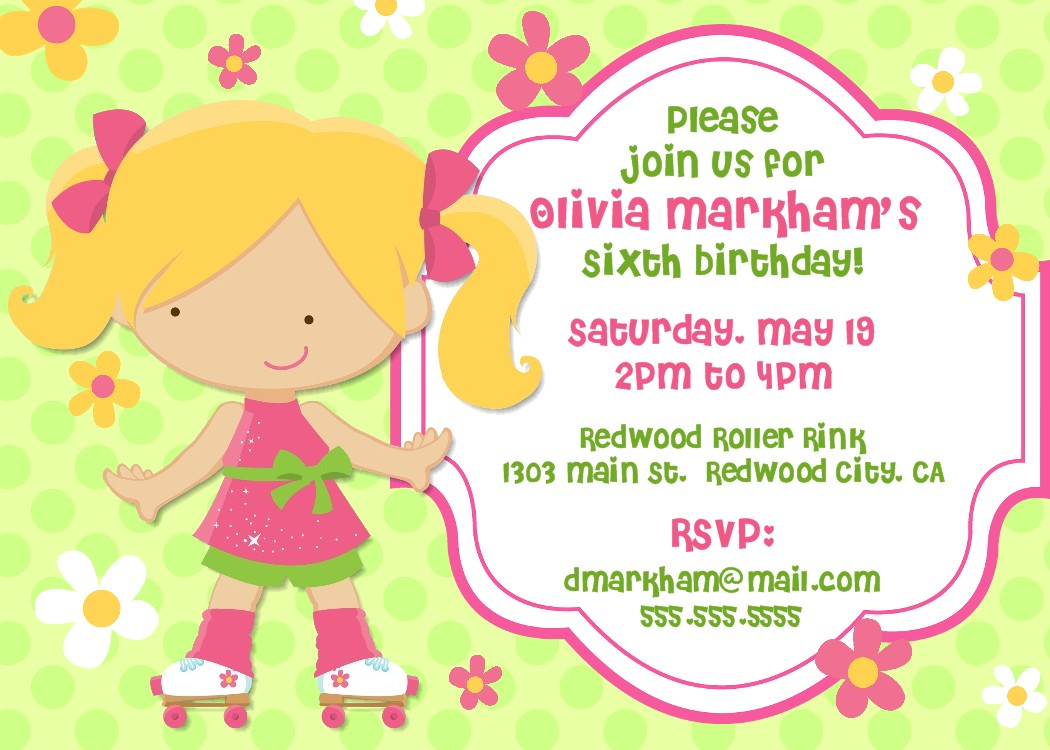 Please
join us for
Olivia Markham's
sixth birthday!
Saturday, May 19
2pm to 4pm
Redwood Roller Rink
1303 Main St. Redwood City, CA
RSVP:
dmarkham@mail.com
555.555.5555